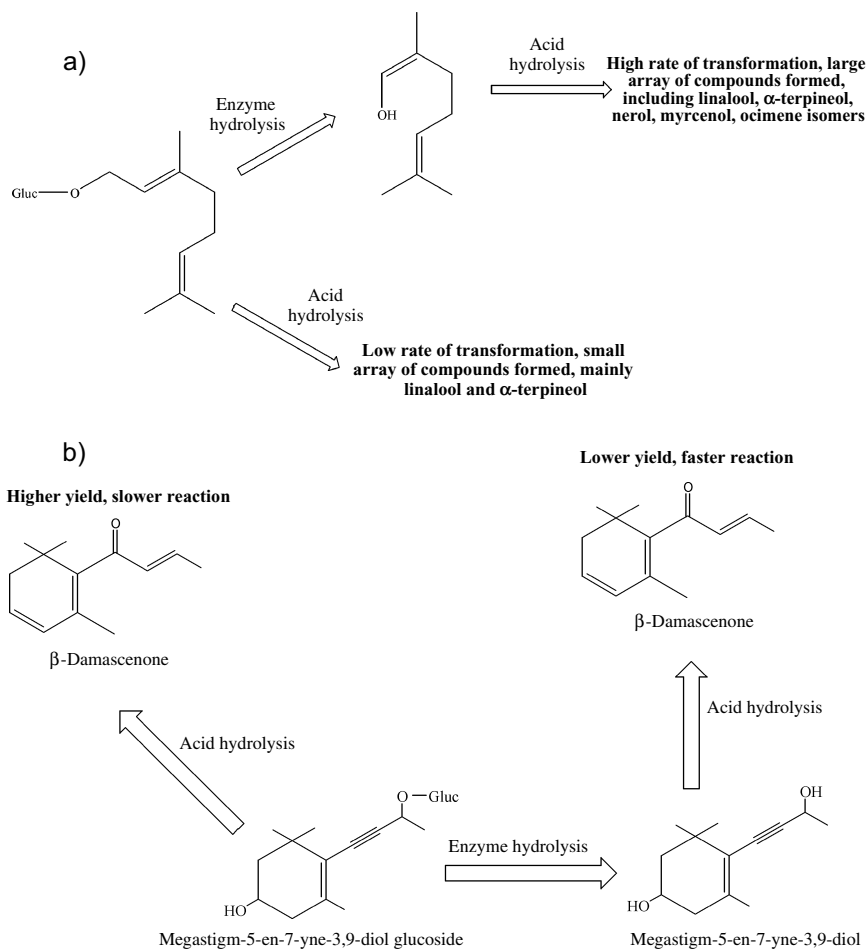 a)
Enzyme
hydrolysis
Gluc
O
OH
Acid
hydrolysis
High rate of transformation, large
array of compounds formed,
including linalool, α-terpineol,
nerol, myrcenol, ocimene isomers
Acid
hydrolysis
Low rate of transformation, small
array of compounds formed, mainly
linalool and α-terpineol
b)
Higher yield, slower reaction
O
β-Damascenone
Lower yield, faster reaction
O
β-Damascenone
Acid hydrolysis
Acid hydrolysis
O
Gluc
HO
Megastigm-5-en-7-yne-3,9-diol glucoside
Enzyme hydrolysis
OH
HO
Megastigm-5-en-7-yne-3,9-diol